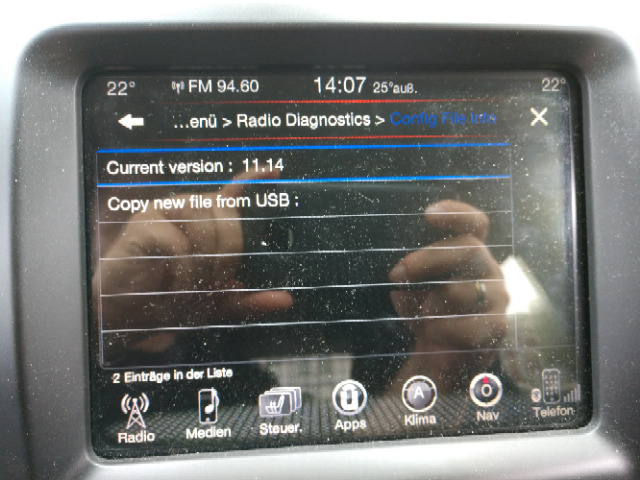 22° FM 94.60 14:07 25°auß. 22°
...enü > Radio Diagnostics > Config File Info
Current version : 11.14
Copy new file from USB :
2 Einträge in der Liste
Radio Medien Steuer. Apps Klima Nav Telefon